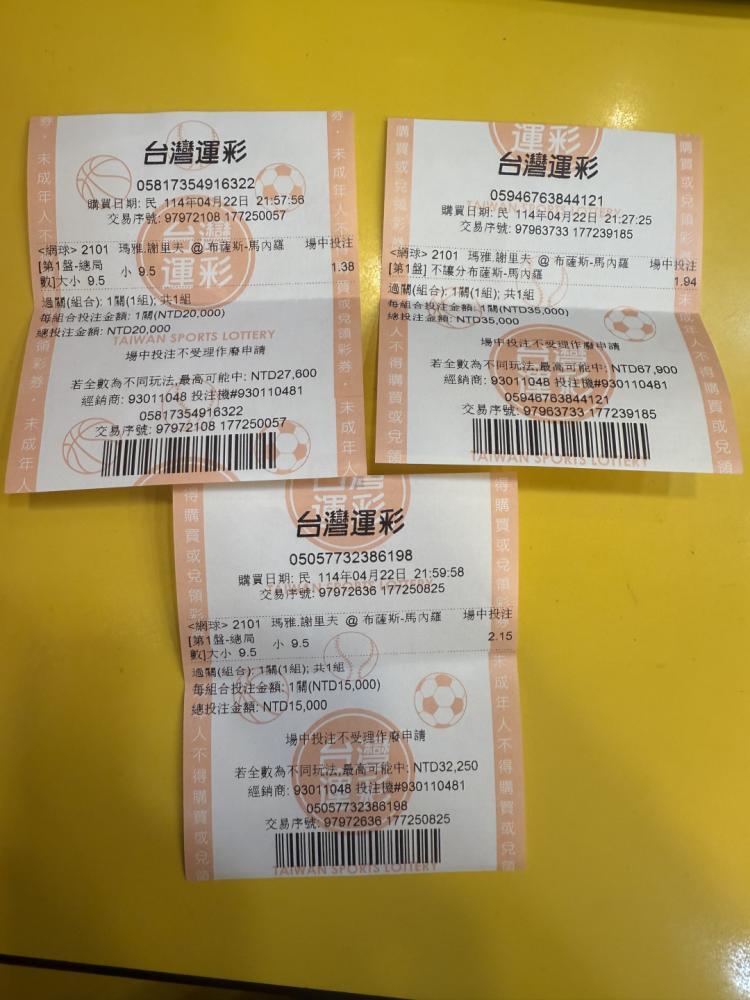 台灣運彩
05817354916322
購買日期: 民 114年04月22日 21:57:56
交易序號: 97972108 177250057
<網球> 2101 瑪雅.謝里夫 @ 布薩斯-馬內羅 場中投注
[第1盤-總局 小 9.5 1.38
數]大小 9.5
過關(組合): 1關(1組); 共1組
每組合投注金額: 1關(NTD20,000)
總投注金額: NTD20,000
TAIWAN SPORTS LOTTERY
場中投注不受理作廢申請
若全數為不同玩法,最高可能中: NTD27,600
經銷商: 93011048 投注機#930110481
05817354916322
交易序號: 97972108 177250057
運彩
台灣運彩
05946763844121
購買日期: 民 114年04月22日 21:27:25
交易序號: 97963733 177239185
<網球> 2101 瑪雅.謝里夫 @ 布薩斯-馬內羅 場中投注
[第1盤] 不讓分布薩斯-馬內羅 1.94
過關(組合): 1關(1組); 共1組
每組合投注金額: 1關(NTD35,000)
總投注金額: NTD35,000
場中投注不受理作廢申請
若全數為不同玩法,最高可能中: NTD67,900
經銷商: 93011048 投注機#930110481
05946763844121
交易序號: 97963733 177239185
TAIWAN SPORTS LOTTERY
台灣運彩
05057732386198
購買日期: 民 114年04月22日 21:59:58
交易序號: 97972636 177250825
<網球> 2101 瑪雅.謝里夫 @ 布薩斯-馬內羅 場中投注
[第1盤-總局 小 9.5 2.15
數]大小 9.5
過關(組合): 1關(1組); 共1組
每組合投注金額: 1關(NTD15,000)
總投注金額: NTD15,000
場中投注不受理作廢申請
若全數為不同玩法,最高可能中: NTD32,250
經銷商: 93011048 投注機#930110481
05057732386198
交易序號: 97972636 177250825
TAIWAN SPORTS LOTTERY